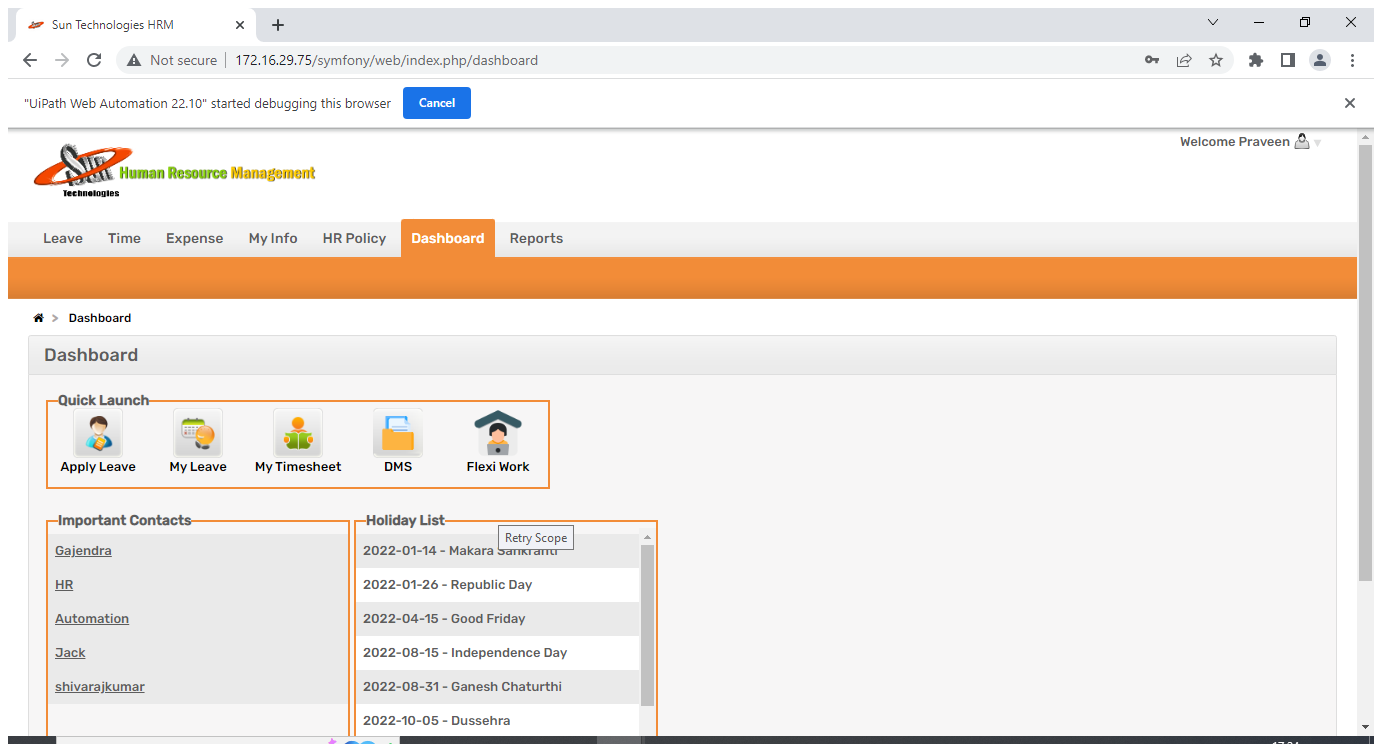 Sun Technologies HRM
Not secure | 172.16.29.75/symfony/web/index.php/dashboard
"UiPath Web Automation 22.10" started debugging this browser Cancel
Welcome Praveen
Sun Human Resource Management
Technologies
Leave Time Expense My Info HR Policy Dashboard Reports
> Dashboard
Dashboard
Quick Launch
Apply Leave My Leave My Timesheet DMS Flexi Work
Important Contacts
Gajendra
HR
Automation
Jack
shivarajkumar
Holiday List
Retry Scope
2022-01-14 - Makara Sankranti
2022-01-26 - Republic Day
2022-04-15 - Good Friday
2022-08-15 - Independence Day
2022-08-31 - Ganesh Chaturthi
2022-10-05 - Dussehra